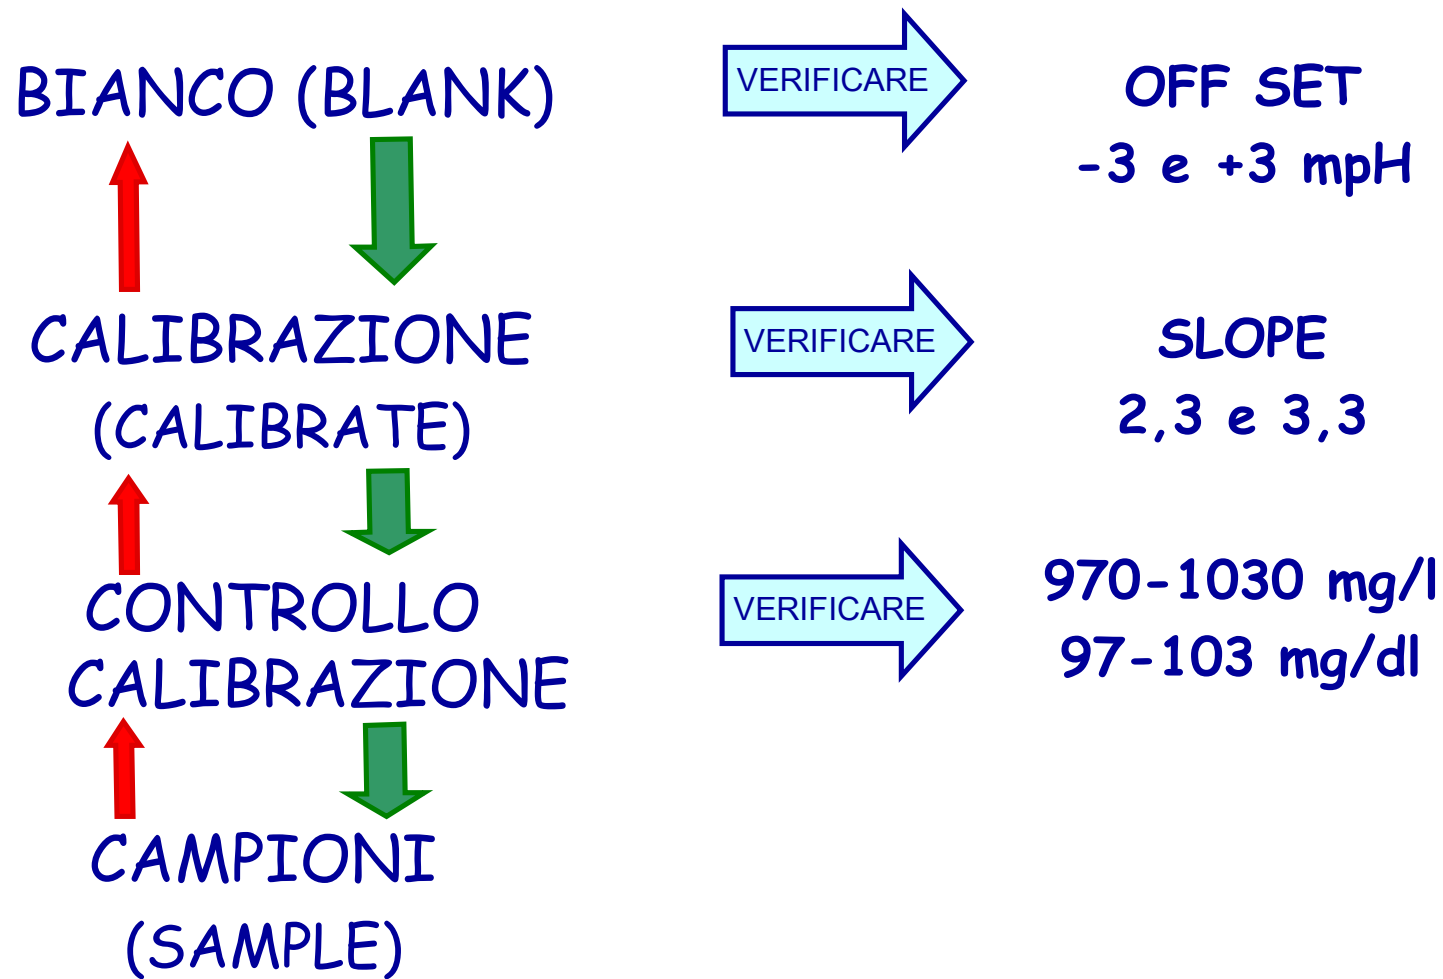 BIANCO (BLANK)
VERIFICARE
OFF SET
-3 e +3 mpH
CALIBRAZIONE
(CALIBRATE)
VERIFICARE
SLOPE
2,3 e 3,3
CONTROLLO
CALIBRAZIONE
VERIFICARE
970-1030 mg/l
97-103 mg/dl
CAMPIONI
(SAMPLE)